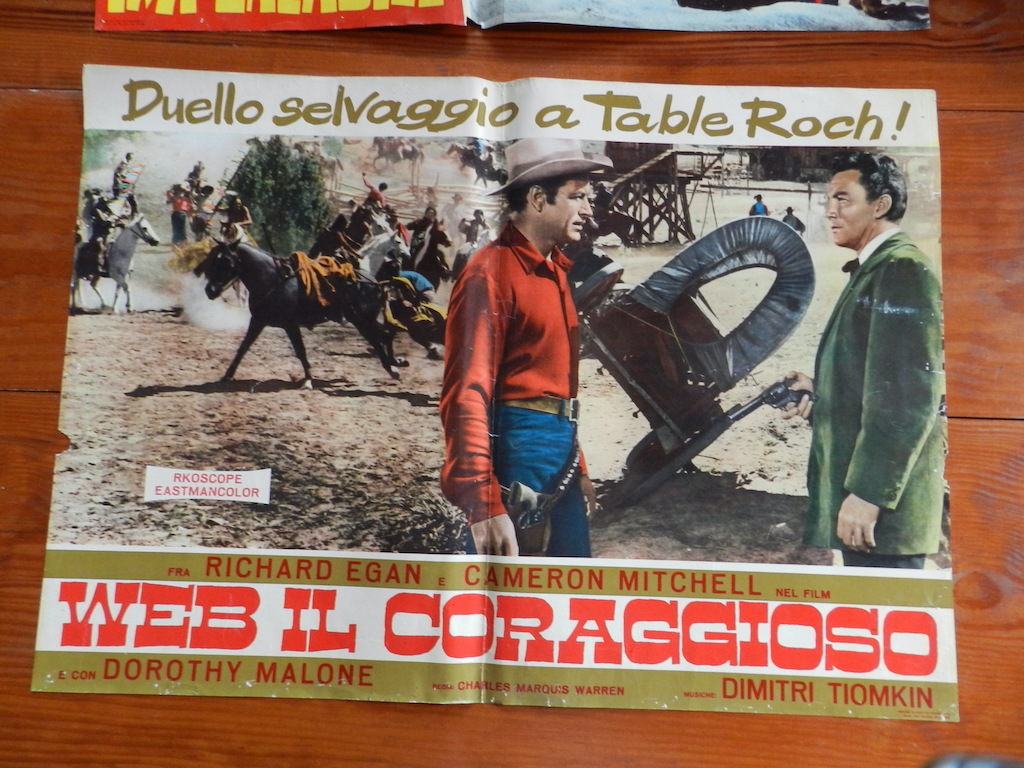 Duello selvaggio a Table Roch!
RKOSCOPE
EASTMANCOLOR
FRA RICHARD EGAN E CAMERON MITCHELL NEL FILM
WEB IL CORAGGIOSO
E CON DOROTHY MALONE REGIA: CHARLES MARQUIS WARREN MUSICHE: DIMITRI TIOMKIN